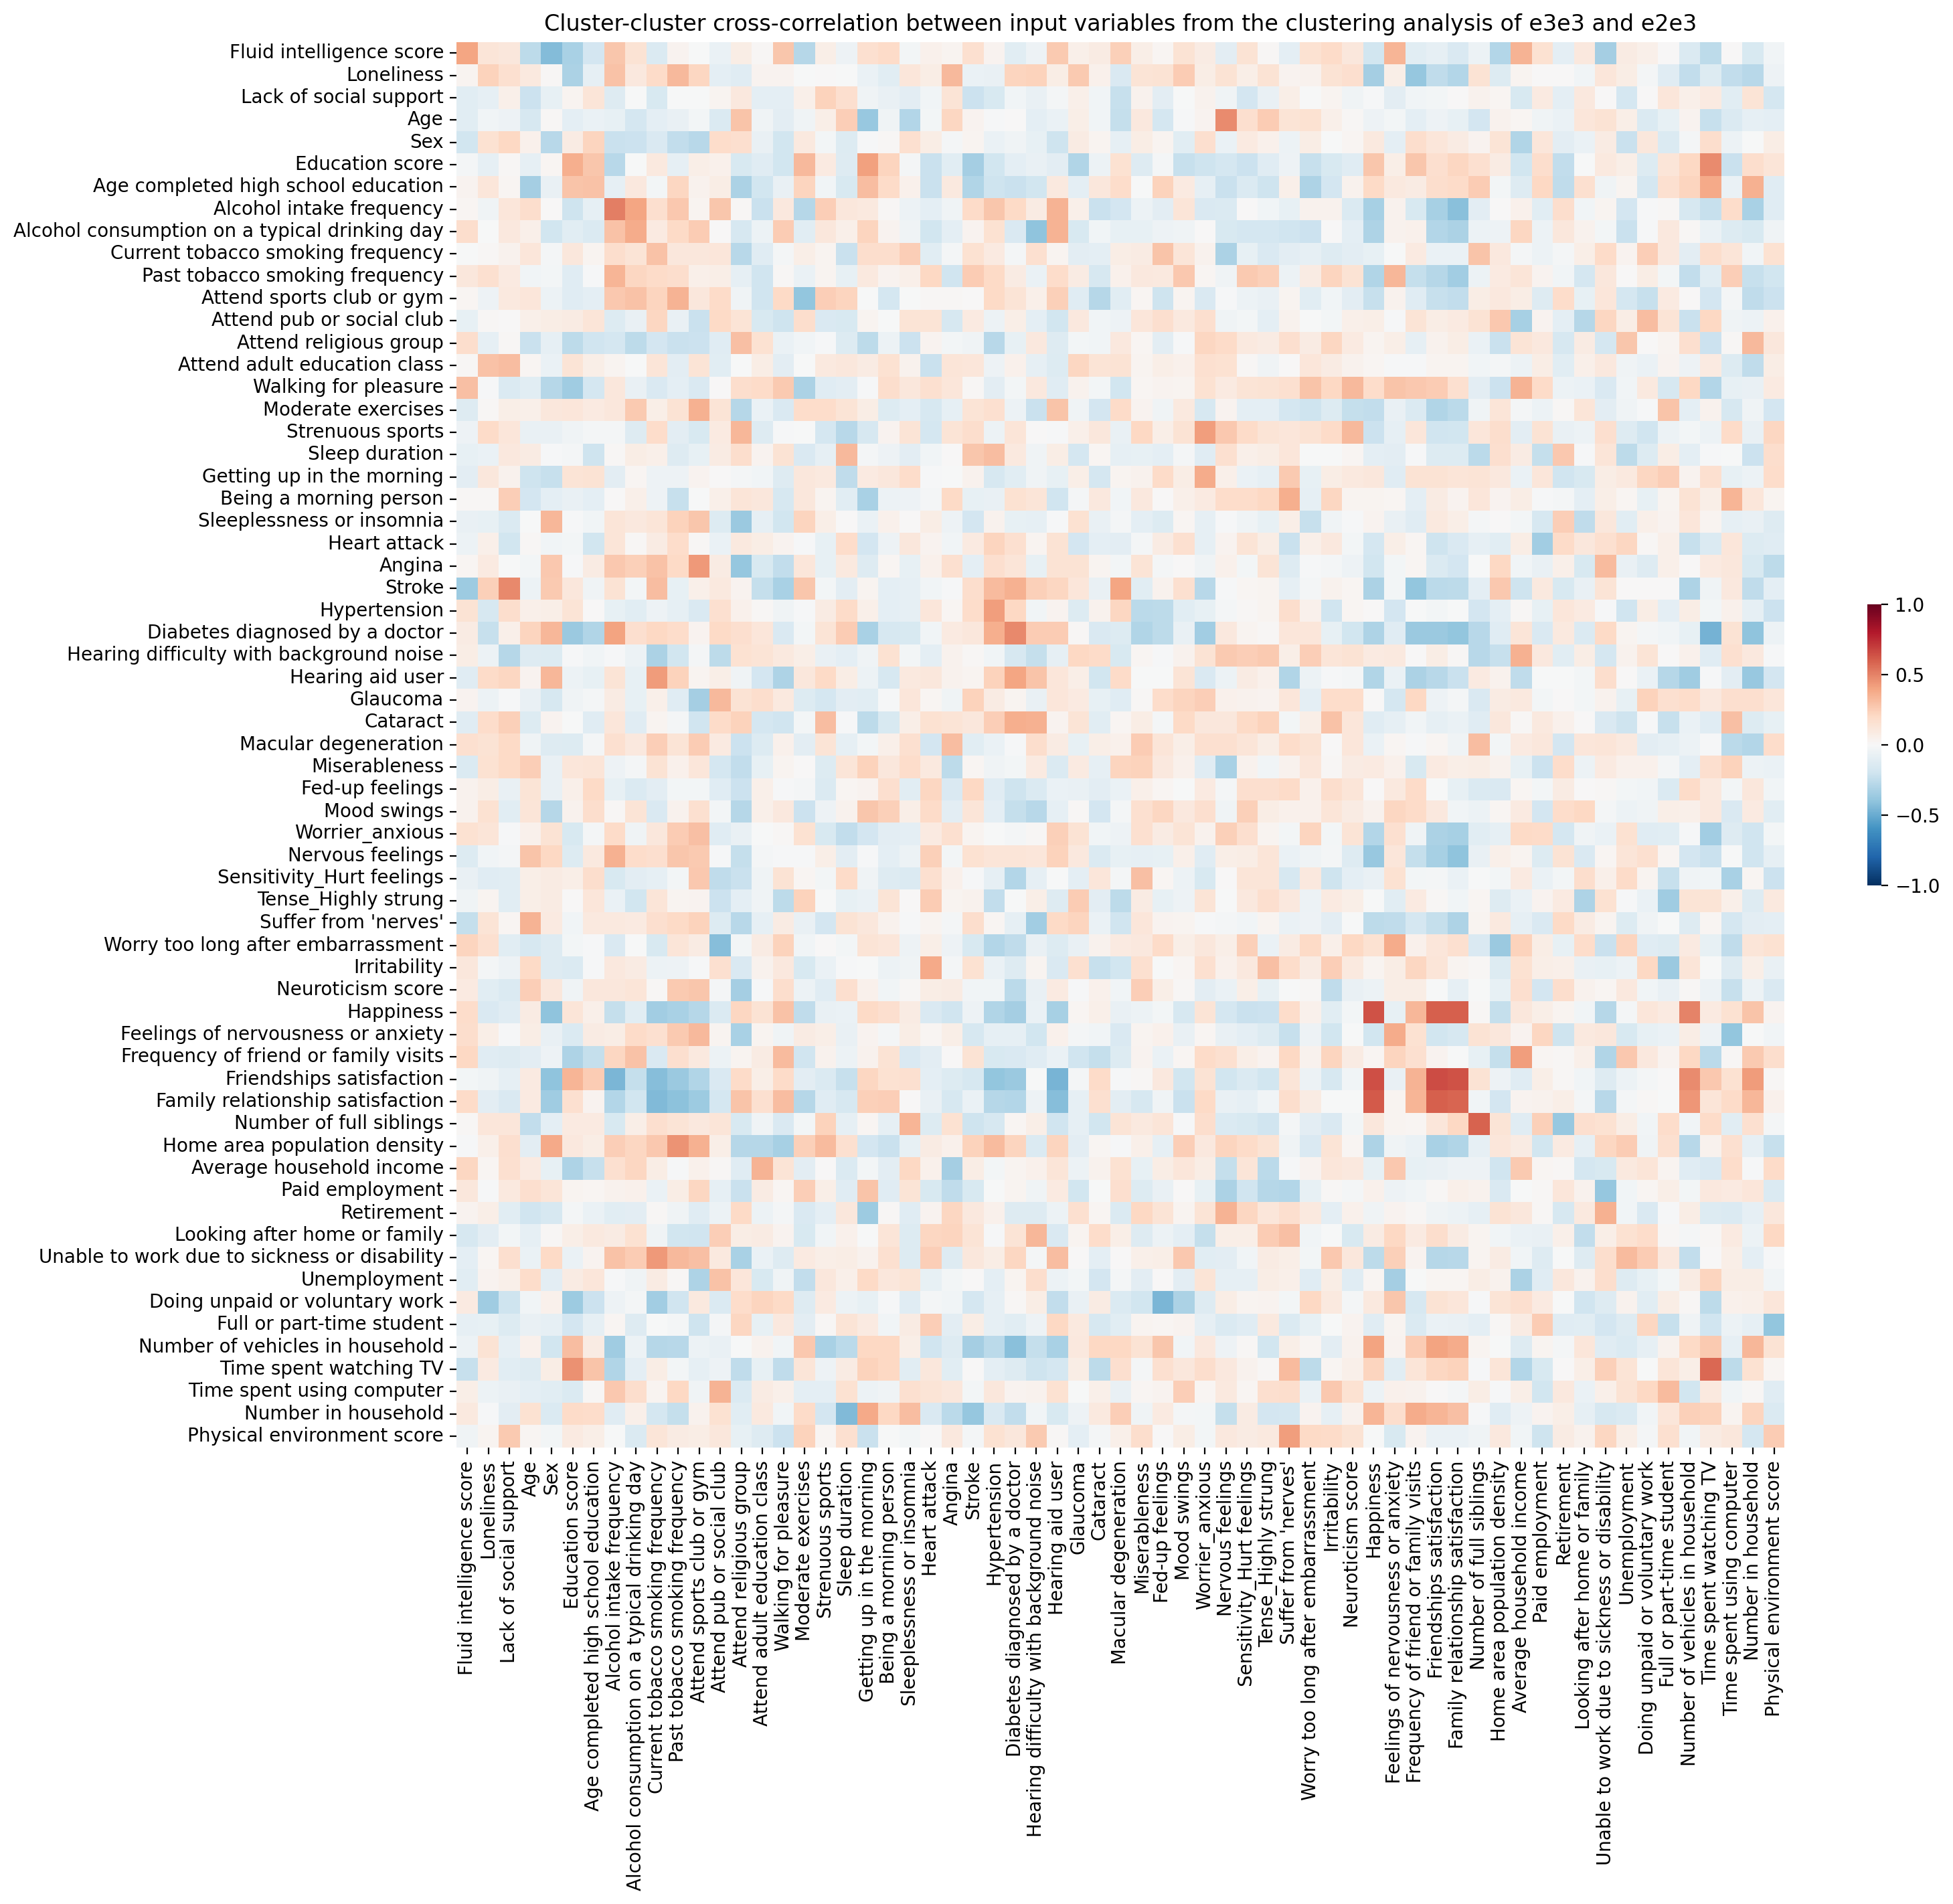 Cluster-cluster cross-correlation between input variables from the clustering analysis of e3e3 and e2e3
Fluid intelligence score
Loneliness
Lack of social support
Age
Sex
Education score
Age completed high school education
Alcohol intake frequency
Alcohol consumption on a typical drinking day
Current tobacco smoking frequency
Past tobacco smoking frequency
Attend sports club or gym
Attend pub or social club
Attend religious group
Attend adult education class
Walking for pleasure
Moderate exercises
Strenuous sports
Sleep duration
Getting up in the morning
Being a morning person
Sleeplessness or insomnia
Heart attack
Angina
Stroke
Hypertension
Diabetes diagnosed by a doctor
Hearing difficulty with background noise
Hearing aid user
Glaucoma
Cataract
Macular degeneration
Miserableness
Fed-up feelings
Mood swings
Worrier_anxious
Nervous feelings
Sensitivity_Hurt feelings
Tense_Highly strung
Suffer from 'nerves'
Worry too long after embarrassment
Irritability
Neuroticism score
Happiness
Feelings of nervousness or anxiety
Frequency of friend or family visits
Friendships satisfaction
Family relationship satisfaction
Number of full siblings
Home area population density
Average household income
Paid employment
Retirement
Looking after home or family
Unable to work due to sickness or disability
Unemployment
Doing unpaid or voluntary work
Full or part-time student
Number of vehicles in household
Time spent watching TV
Time spent using computer
Number in household
Physical environment score
1.0
0.5
0.0
−0.5
−1.0
Fluid intelligence score
Loneliness
Lack of social support
Age
Sex
Education score
Age completed high school education
Alcohol intake frequency
Alcohol consumption on a typical drinking day
Current tobacco smoking frequency
Past tobacco smoking frequency
Attend sports club or gym
Attend pub or social club
Attend religious group
Attend adult education class
Walking for pleasure
Moderate exercises
Strenuous sports
Sleep duration
Getting up in the morning
Being a morning person
Sleeplessness or insomnia
Heart attack
Angina
Stroke
Hypertension
Diabetes diagnosed by a doctor
Hearing difficulty with background noise
Hearing aid user
Glaucoma
Cataract
Macular degeneration
Miserableness
Fed-up feelings
Mood swings
Worrier_anxious
Nervous feelings
Sensitivity_Hurt feelings
Tense_Highly strung
Suffer from 'nerves'
Worry too long after embarrassment
Irritability
Neuroticism score
Happiness
Feelings of nervousness or anxiety
Frequency of friend or family visits
Friendships satisfaction
Family relationship satisfaction
Number of full siblings
Home area population density
Average household income
Paid employment
Retirement
Looking after home or family
Unable to work due to sickness or disability
Unemployment
Doing unpaid or voluntary work
Full or part-time student
Number of vehicles in household
Time spent watching TV
Time spent using computer
Number in household
Physical environment score